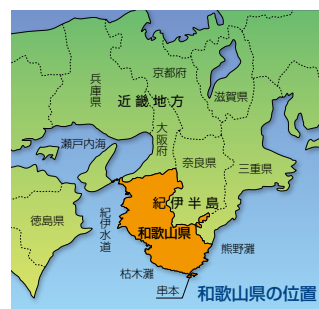 京都府
兵庫県
近畿地方
滋賀県
大阪府
瀬戸内海
奈良県
三重県
紀伊半島
徳島県
紀伊水道
和歌山県
熊野灘
枯木灘
串本
和歌山県の位置